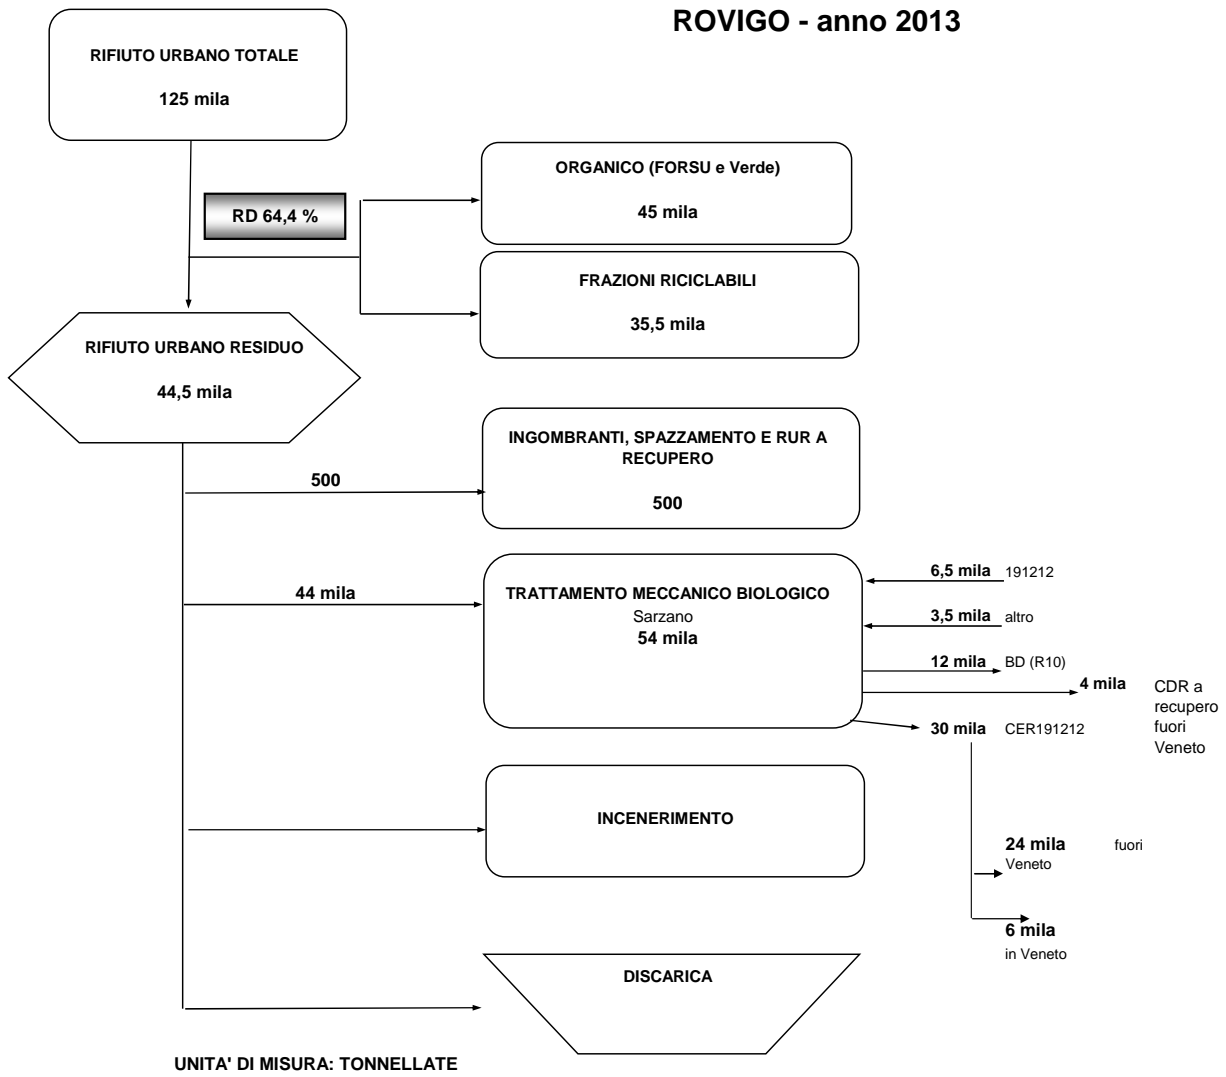 ROVIGO - anno 2013
RIFIUTO URBANO TOTALE
125 mila
RD 64,4 %
ORGANICO (FORSU e Verde)
45 mila
FRAZIONI RICICLABILI
35,5 mila
RIFIUTO URBANO RESIDUO
44,5 mila
INGOMBRANTI, SPAZZAMENTO E RUR A
RECUPERO
500
500
44 mila
TRATTAMENTO MECCANICO BIOLOGICO
Sarzano
54 mila
6,5 mila 191212
3,5 mila altro
12 mila BD (R10)
4 mila CDR a
recupero
fuori
Veneto
30 mila CER191212
INCENERIMENTO
24 mila fuori
Veneto
6 mila
in Veneto
DISCARICA
UNITA' DI MISURA: TONNELLATE